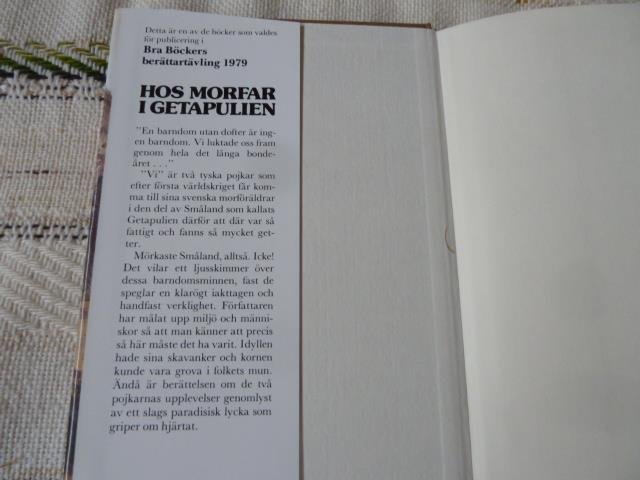 Detta är en av de böcker som valdes
för publicering i
Bra Böckers
berättartävling 1979
HOS MORFAR
I GETAPULIEN
"En barndom utan dofter är ing-
en barndom. Vi luktade oss fram
genom hela det långa bonde-
året . . ."
"Vi" är två tyska pojkar som
efter första världskriget får kom-
ma till sina svenska morföräldrar
i den del av Småland som kallats
Getapulien därför att där var så
fattigt och fanns så mycket get-
ter.
Mörkaste Småland, alltså. Icke!
Det vilar ett ljusskimmer över
dessa barndomsminnen, fast de
speglar en klarögt iakttagen och
handfast verklighet. Författaren
har målat upp miljö och männi-
skor så att man känner att precis
så här måste det ha varit. Idyllen
hade sina skavanker och kornen
kunde vara grova i folkets mun.
Ändå är berättelsen om de två
pojkarnas upplevelser genomlyst
av ett slags paradisisk lycka som
griper om hjärtat.